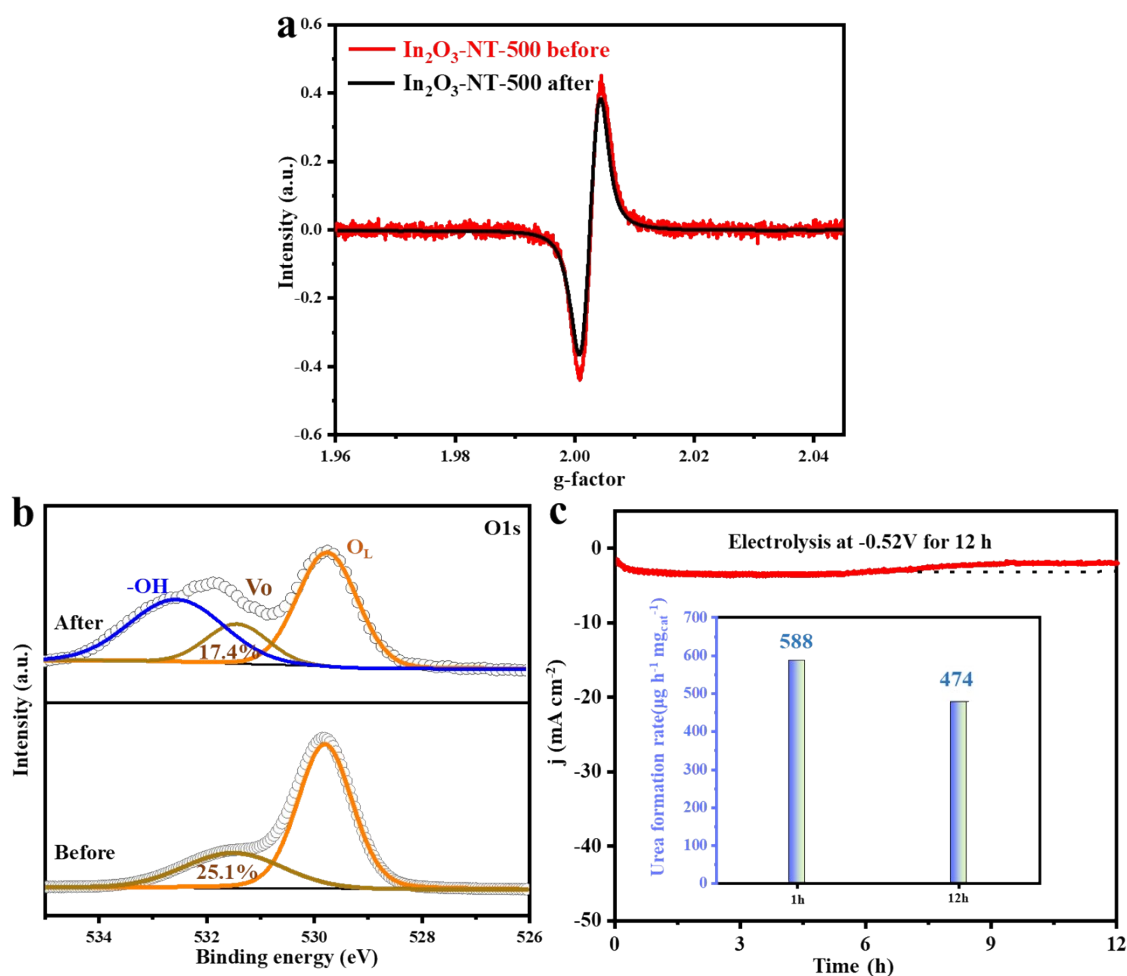 a
In₂O₃-NT-500 before
In₂O₃-NT-500 after
Intensity (a.u.)
0.6
0.4
0.2
0.0
-0.2
-0.4
-0.6
1.96
1.98
2.00
2.02
2.04
g-factor
b
O1s
-OH
Vo
O_L
After
17.4%
Before
25.1%
Intensity (a.u.)
534
532
530
528
526
Binding energy (eV)
c
Electrolysis at -0.52V for 12 h
j (mA cm⁻²)
0
-10
-20
-30
-40
-50
0
3
6
9
12
Time (h)
Urea formation rate(μg h⁻¹ mg_cat⁻¹)
700
600
500
400
300
200
100
0
588
474
1h
12h